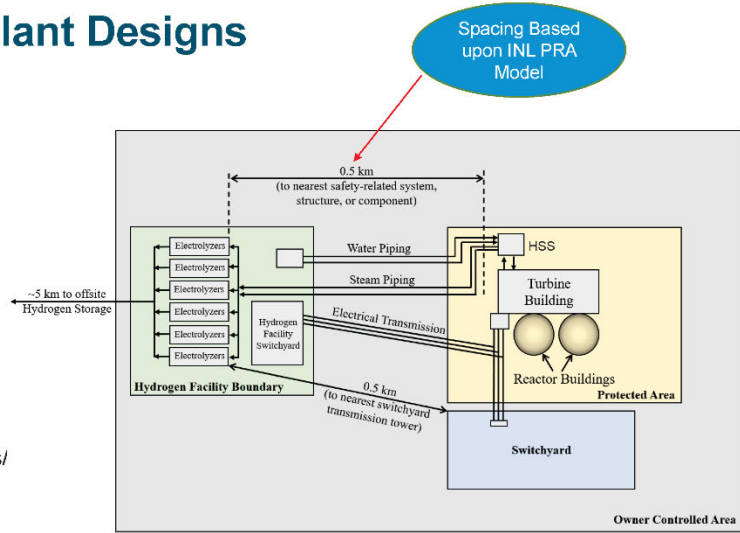 lant Designs
Spacing Based
upon INL PRA
Model
0.5 km
(to nearest safety-related system,
structure, or component)
Electrolyzers
Electrolyzers
Electrolyzers
Electrolyzers
Electrolyzers
Electrolyzers
Water Piping
HSS
Steam Piping
Turbine
Building
~5 km to offsite
Hydrogen Storage
Hydrogen
Facility
Switchyard
Electrical Transmission
Reactor Buildings
Hydrogen Facility Boundary
Protected Area
0.5 km
(to nearest switchyard
transmission tower)
Switchyard
s/
Owner Controlled Area